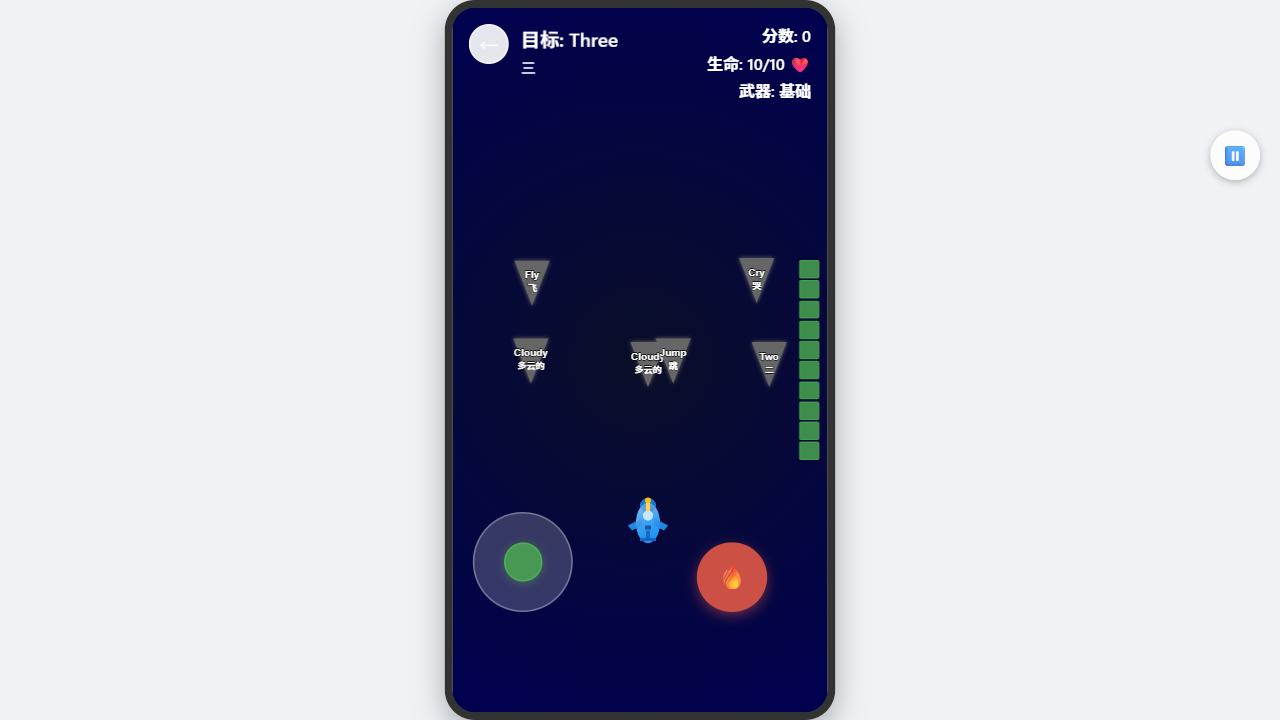 ←
目标: Three
三
分数: 0
生命: 10/10
武器: 基础
Fly
飞
Cry
哭
Cloudy
多云的
Cloudy
多云的
Jump
跳
Two
二